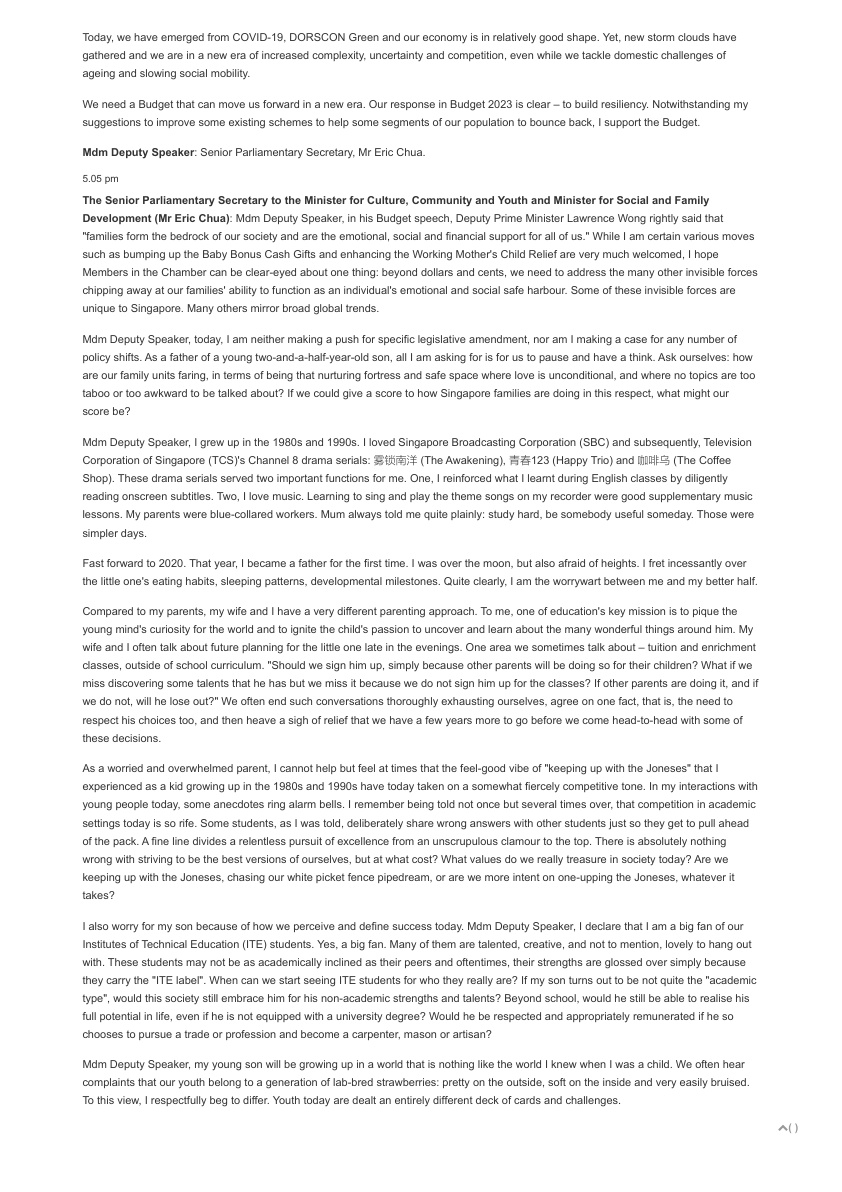 Today, we have emerged from COVID-19, DORSCON Green and our economy is in relatively good shape. Yet, new storm clouds have
gathered and we are in a new era of increased complexity, uncertainty and competition, even while we tackle domestic challenges of
ageing and slowing social mobility.
We need a Budget that can move us forward in a new era. Our response in Budget 2023 is clear – to build resiliency. Notwithstanding my
suggestions to improve some existing schemes to help some segments of our population to bounce back, I support the Budget.
Mdm Deputy Speaker: Senior Parliamentary Secretary, Mr Eric Chua.
5.05 pm
The Senior Parliamentary Secretary to the Minister for Culture, Community and Youth and Minister for Social and Family
Development (Mr Eric Chua): Mdm Deputy Speaker, in his Budget speech, Deputy Prime Minister Lawrence Wong rightly said that
"families form the bedrock of our society and are the emotional, social and financial support for all of us." While I am certain various moves
such as bumping up the Baby Bonus Cash Gifts and enhancing the Working Mother's Child Relief are very much welcomed, I hope
Members in the Chamber can be clear-eyed about one thing: beyond dollars and cents, we need to address the many other invisible forces
chipping away at our families' ability to function as an individual's emotional and social safe harbour. Some of these invisible forces are
unique to Singapore. Many others mirror broad global trends.
Mdm Deputy Speaker, today, I am neither making a push for specific legislative amendment, nor am I making a case for any number of
policy shifts. As a father of a young two-and-a-half-year-old son, all I am asking for is for us to pause and have a think. Ask ourselves: how
are our family units faring, in terms of being that nurturing fortress and safe space where love is unconditional, and where no topics are too
taboo or too awkward to be talked about? If we could give a score to how Singapore families are doing in this respect, what might our
score be?
Mdm Deputy Speaker, I grew up in the 1980s and 1990s. I loved Singapore Broadcasting Corporation (SBC) and subsequently, Television
Corporation of Singapore (TCS)'s Channel 8 drama serials: 雾锁南洋 (The Awakening), 青春123 (Happy Trio) and 咖啡乌 (The Coffee
Shop). These drama serials served two important functions for me. One, I reinforced what I learnt during English classes by diligently
reading onscreen subtitles. Two, I love music. Learning to sing and play the theme songs on my recorder were good supplementary music
lessons. My parents were blue-collared workers. Mum always told me quite plainly: study hard, be somebody useful someday. Those were
simpler days.
Fast forward to 2020. That year, I became a father for the first time. I was over the moon, but also afraid of heights. I fret incessantly over
the little one's eating habits, sleeping patterns, developmental milestones. Quite clearly, I am the worrywart between me and my better half.
Compared to my parents, my wife and I have a very different parenting approach. To me, one of education's key mission is to pique the
young mind's curiosity for the world and to ignite the child's passion to uncover and learn about the many wonderful things around him. My
wife and I often talk about future planning for the little one late in the evenings. One area we sometimes talk about – tuition and enrichment
classes, outside of school curriculum. "Should we sign him up, simply because other parents will be doing so for their children? What if we
miss discovering some talents that he has but we miss it because we do not sign him up for the classes? If other parents are doing it, and if
we do not, will he lose out?" We often end such conversations thoroughly exhausting ourselves, agree on one fact, that is, the need to
respect his choices too, and then heave a sigh of relief that we have a few years more to go before we come head-to-head with some of
these decisions.
As a worried and overwhelmed parent, I cannot help but feel at times that the feel-good vibe of "keeping up with the Joneses" that I
experienced as a kid growing up in the 1980s and 1990s have today taken on a somewhat fiercely competitive tone. In my interactions with
young people today, some anecdotes ring alarm bells. I remember being told not once but several times over, that competition in academic
settings today is so rife. Some students, as I was told, deliberately share wrong answers with other students just so they get to pull ahead
of the pack. A fine line divides a relentless pursuit of excellence from an unscrupulous clamour to the top. There is absolutely nothing
wrong with striving to be the best versions of ourselves, but at what cost? What values do we really treasure in society today? Are we
keeping up with the Joneses, chasing our white picket fence pipedream, or are we more intent on one-upping the Joneses, whatever it
takes?
I also worry for my son because of how we perceive and define success today. Mdm Deputy Speaker, I declare that I am a big fan of our
Institutes of Technical Education (ITE) students. Yes, a big fan. Many of them are talented, creative, and not to mention, lovely to hang out
with. These students may not be as academically inclined as their peers and oftentimes, their strengths are glossed over simply because
they carry the "ITE label". When can we start seeing ITE students for who they really are? If my son turns out to be not quite the "academic
type", would this society still embrace him for his non-academic strengths and talents? Beyond school, would he still be able to realise his
full potential in life, even if he is not equipped with a university degree? Would he be respected and appropriately remunerated if he so
chooses to pursue a trade or profession and become a carpenter, mason or artisan?
Mdm Deputy Speaker, my young son will be growing up in a world that is nothing like the world I knew when I was a child. We often hear
complaints that our youth belong to a generation of lab-bred strawberries: pretty on the outside, soft on the inside and very easily bruised.
To this view, I respectfully beg to differ. Youth today are dealt an entirely different deck of cards and challenges.
( )